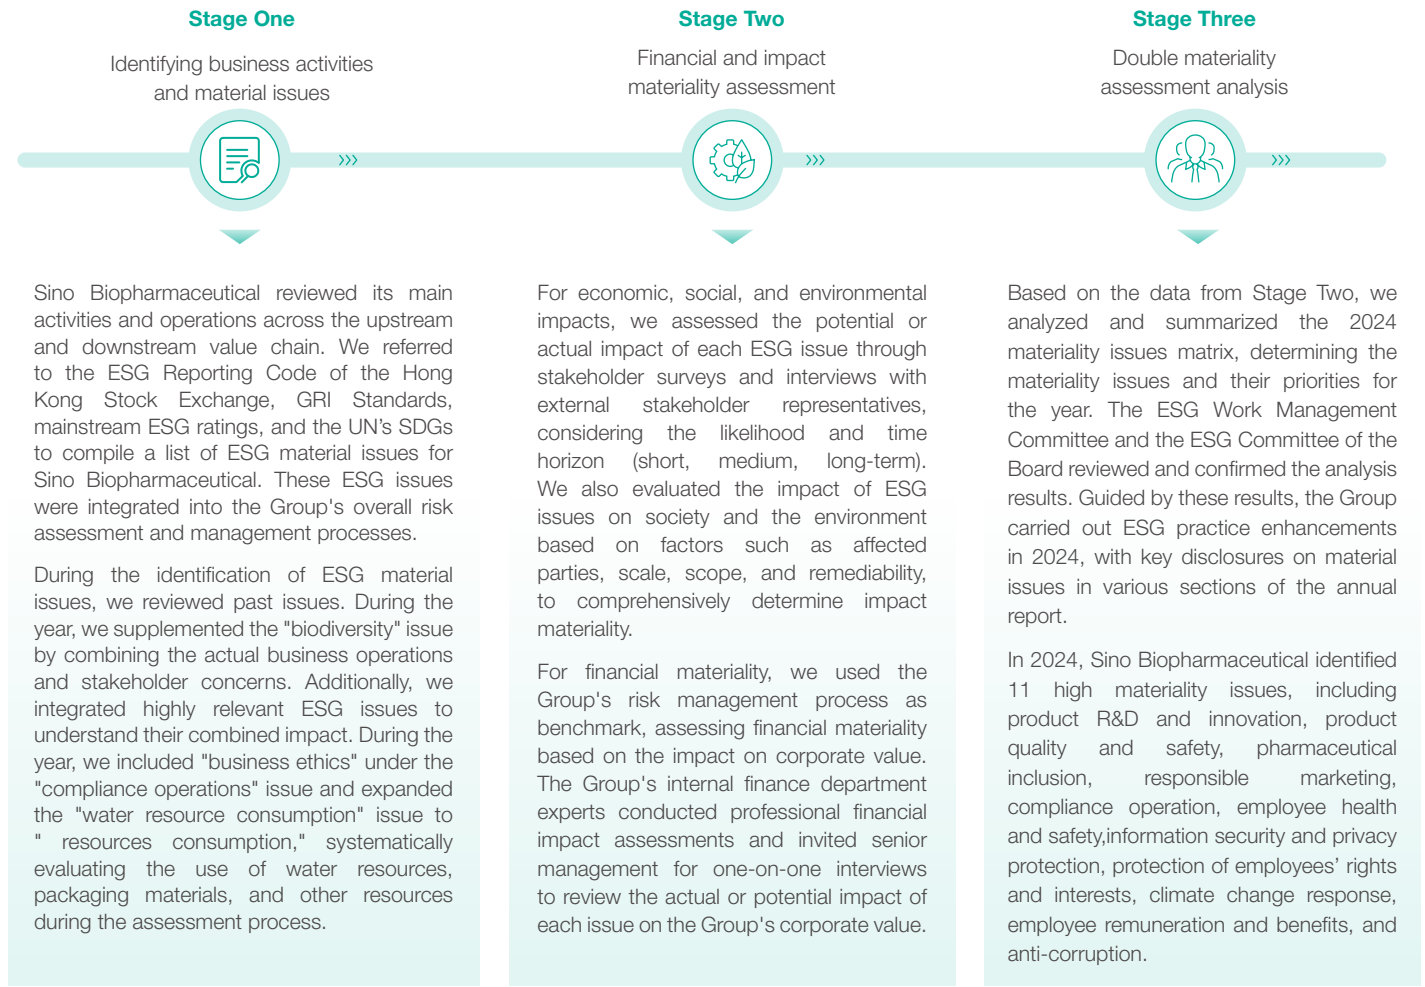 Stage One
Identifying business activities
and material issues
Sino Biopharmaceutical reviewed its main
activities and operations across the upstream
and downstream value chain. We referred
to the ESG Reporting Code of the Hong
Kong Stock Exchange, GRI Standards,
mainstream ESG ratings, and the UN's SDGs
to compile a list of ESG material issues for
Sino Biopharmaceutical. These ESG issues
were integrated into the Group's overall risk
assessment and management processes.
During the identification of ESG material
issues, we reviewed past issues. During the
year, we supplemented the "biodiversity" issue
by combining the actual business operations
and stakeholder concerns. Additionally, we
integrated highly relevant ESG issues to
understand their combined impact. During the
year, we included "business ethics" under the
"compliance operations" issue and expanded
the "water resource consumption" issue to
" resources consumption," systematically
evaluating the use of water resources,
packaging materials, and other resources
during the assessment process.
Stage Two
Financial and impact
materiality assessment
For economic, social, and environmental
impacts, we assessed the potential or
actual impact of each ESG issue through
stakeholder surveys and interviews with
external stakeholder representatives,
considering the likelihood and time
horizon (short, medium, long-term).
We also evaluated the impact of ESG
issues on society and the environment
based on factors such as affected
parties, scale, scope, and remediability,
to comprehensively determine impact
materiality.
For financial materiality, we used the
Group's risk management process as
benchmark, assessing financial materiality
based on the impact on corporate value.
The Group's internal finance department
experts conducted professional financial
impact assessments and invited senior
management for one-on-one interviews
to review the actual or potential impact of
each issue on the Group's corporate value.
Stage Three
Double materiality
assessment analysis
Based on the data from Stage Two, we
analyzed and summarized the 2024
materiality issues matrix, determining the
materiality issues and their priorities for
the year. The ESG Work Management
Committee and the ESG Committee of the
Board reviewed and confirmed the analysis
results. Guided by these results, the Group
carried out ESG practice enhancements
in 2024, with key disclosures on material
issues in various sections of the annual
report.
In 2024, Sino Biopharmaceutical identified
11 high materiality issues, including
product R&D and innovation, product
quality and safety, pharmaceutical
inclusion, responsible marketing,
compliance operation, employee health
and safety,information security and privacy
protection, protection of employees’ rights
and interests, climate change response,
employee remuneration and benefits, and
anti-corruption.